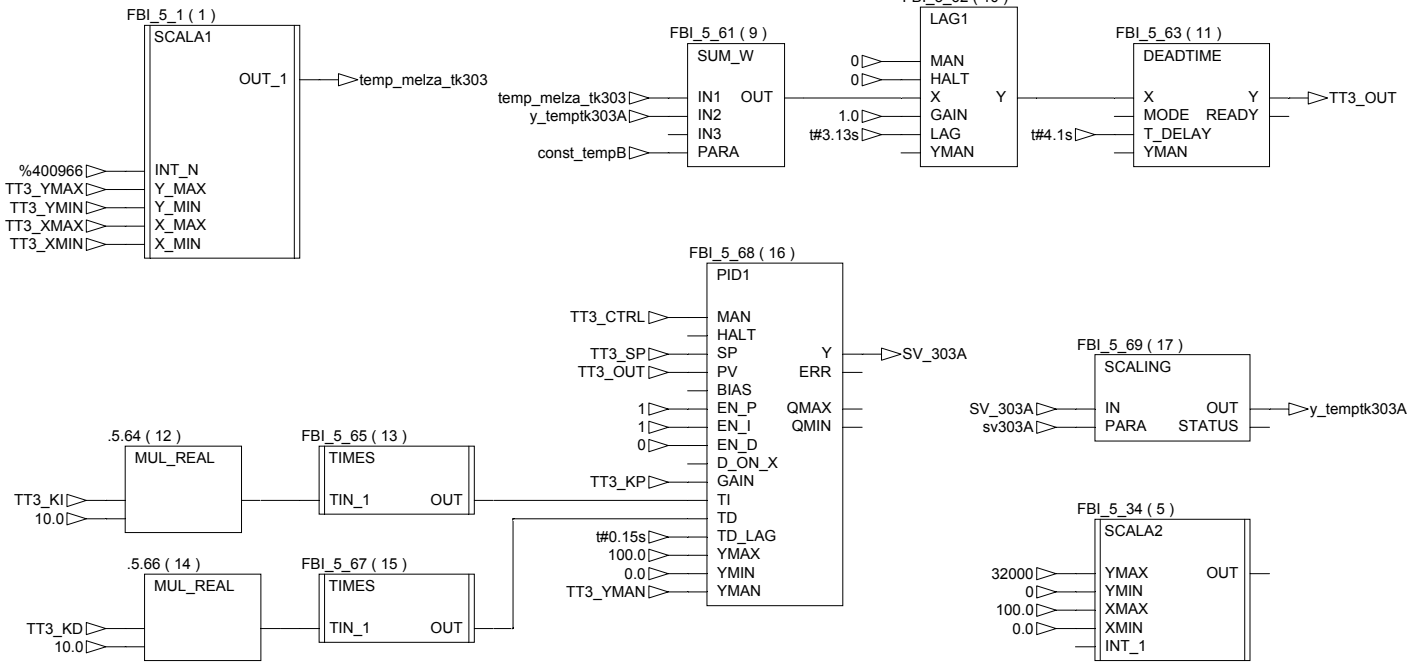 FBI_5_1 ( 1 )
SCALA1
OUT_1
temp_melza_tk303
%400966
INT_N
TT3_YMAX
Y_MAX
TT3_YMIN
Y_MIN
TT3_XMAX
X_MAX
TT3_XMIN
X_MIN
FBI_5_61 ( 9 )
SUM_W
temp_melza_tk303
IN1 OUT
y_temptk303A
IN2
IN3
const_tempB
PARA
LAG1
0
MAN
0
HALT
X Y
1.0
GAIN
t#3.13s
LAG
YMAN
FBI_5_63 ( 11 )
DEADTIME
X Y
TT3_OUT
MODE READY
t#4.1s
T_DELAY
YMAN
FBI_5_68 ( 16 )
PID1
TT3_CTRL
MAN
HALT
TT3_SP
SP Y
SV_303A
TT3_OUT
PV ERR
BIAS
1
EN_P QMAX
1
EN_I QMIN
0
EN_D
D_ON_X
TT3_KP
GAIN
TI
TD
t#0.15s
TD_LAG
100.0
YMAX
0.0
YMIN
TT3_YMAN
YMAN
.5.64 ( 12 )
MUL_REAL
TT3_KI
10.0
FBI_5_65 ( 13 )
TIMES
TIN_1 OUT
.5.66 ( 14 )
MUL_REAL
TT3_KD
10.0
FBI_5_67 ( 15 )
TIMES
TIN_1 OUT
FBI_5_69 ( 17 )
SCALING
SV_303A
IN OUT
y_temptk303A
sv303A
PARA STATUS
FBI_5_34 ( 5 )
SCALA2
32000
YMAX OUT
0
YMIN
100.0
XMAX
0.0
XMIN
INT_1